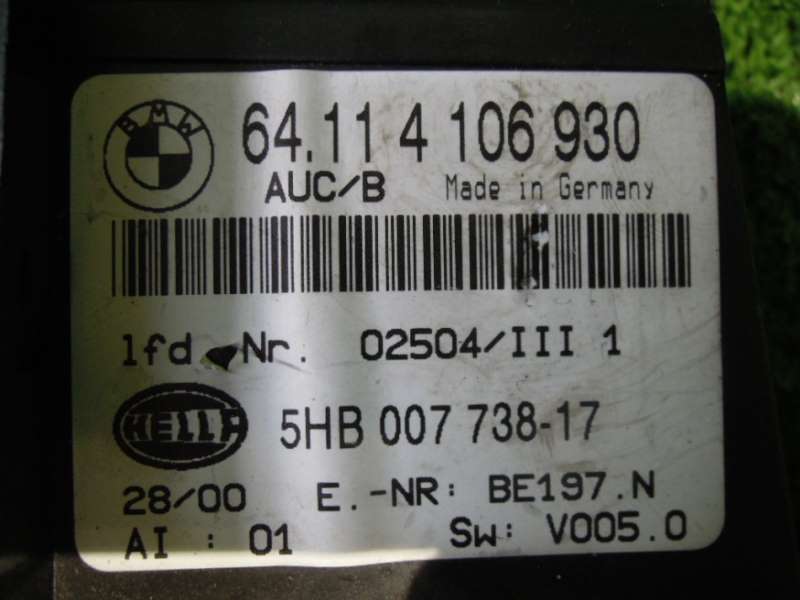 BMW 64.11 4 106 930
AUC/B Made in Germany
lfd. Nr. 02504/III 1
HELLA 5HB 007 738-17
28/00 E.-NR: BE197.N
AI : 01 SW: V005.0